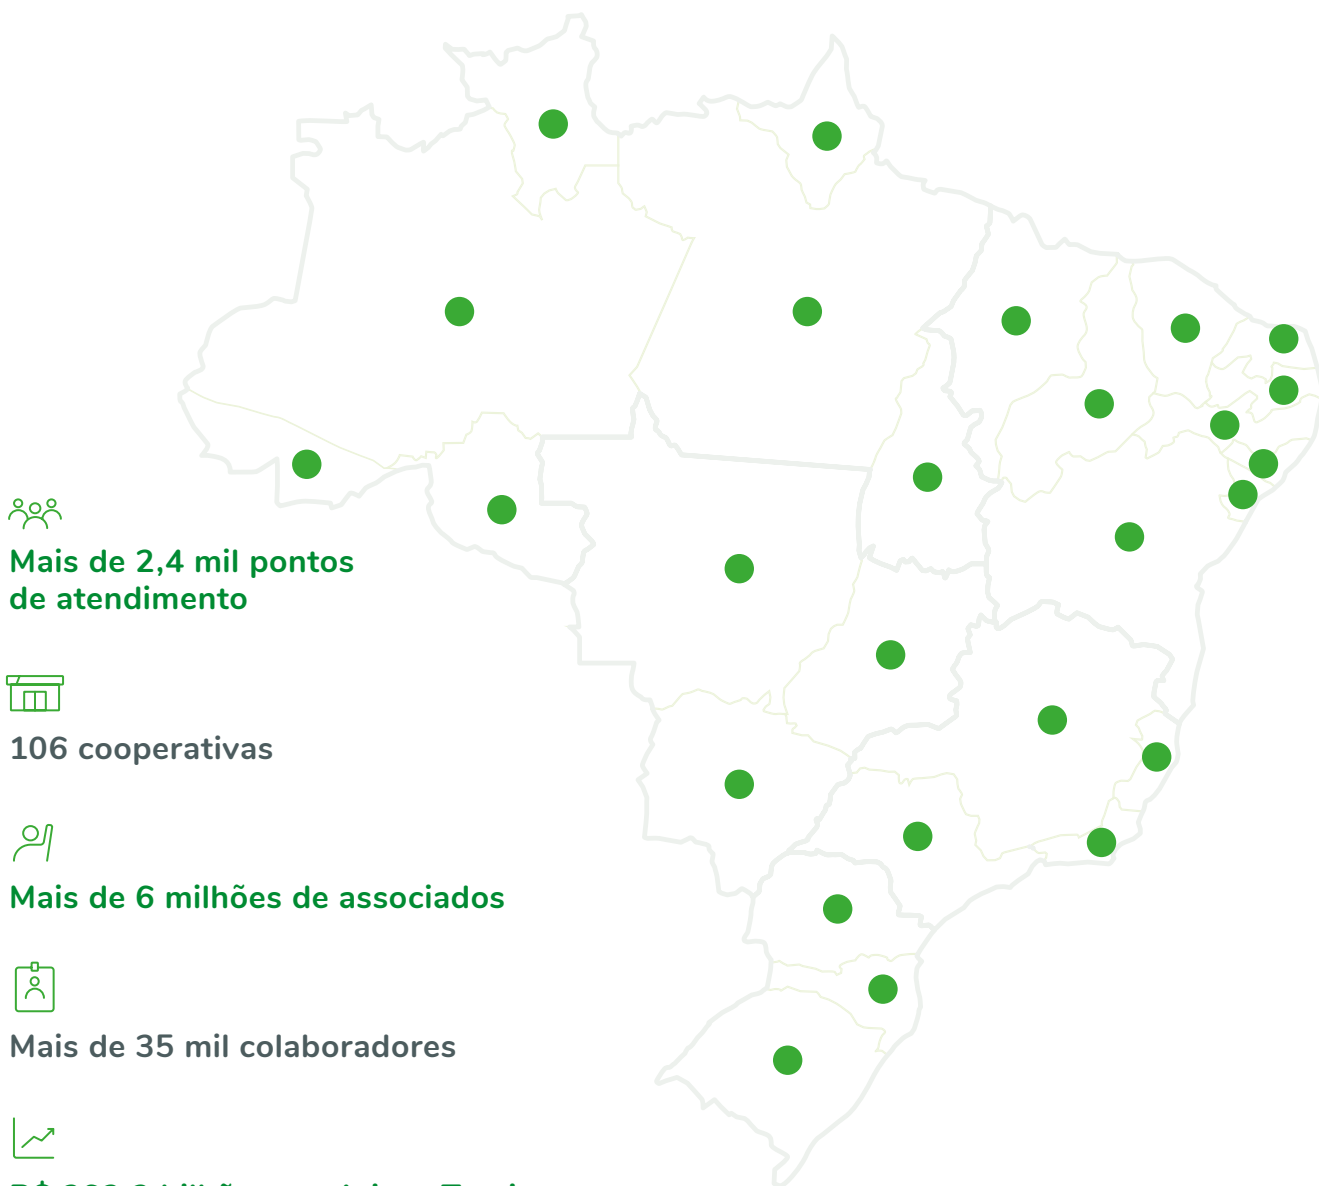 Mais de 2,4 mil pontos
de atendimento
106 cooperativas
Mais de 6 milhões de associados
Mais de 35 mil colaboradores